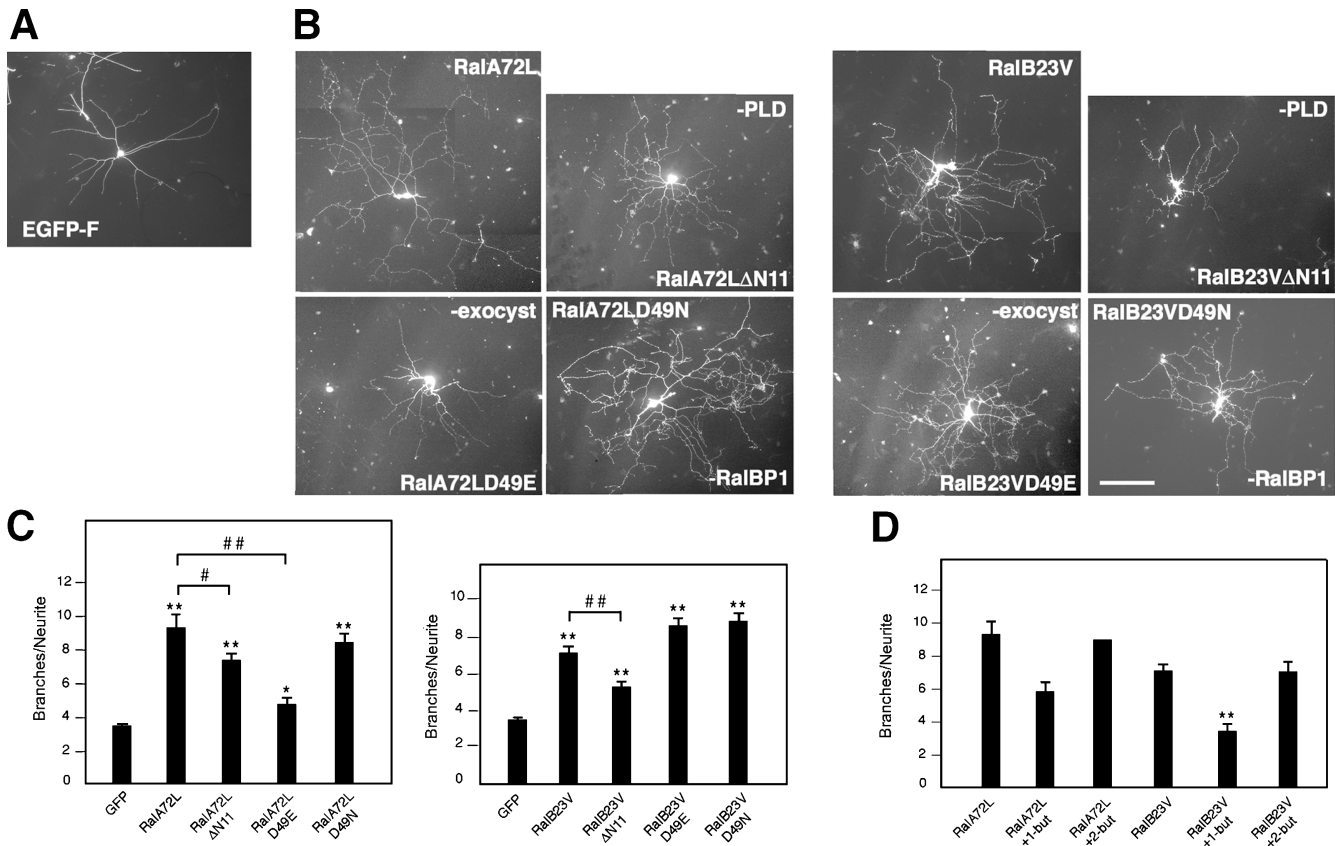 A
B
EGFP-F
RalA72L
-PLD
RalA72LΔN11
-exocyst
RalA72LD49E
RalA72LD49N
-RalBP1
RalB23V
-PLD
RalB23VΔN11
-exocyst
RalB23VD49E
RalB23VD49N
-RalBP1
C
Branches/Neurite
12
10
8
6
4
2
0
**
**
*
**
#
##
GFP
RalA72L
RalA72L
ΔN11
RalA72L
D49E
RalA72L
D49N
Branches/Neurite
10
8
6
4
2
0
**
**
**
**
##
GFP
RalB23V
RalB23V
ΔN11
RalB23V
D49E
RalB23V
D49N
D
Branches/Neurite
12
10
8
6
4
2
0
**
RalA72L
RalA72L
+1-but
RalA72L
+2-but
RalB23V
RalB23V
+1-but
RalB23V
+2-but